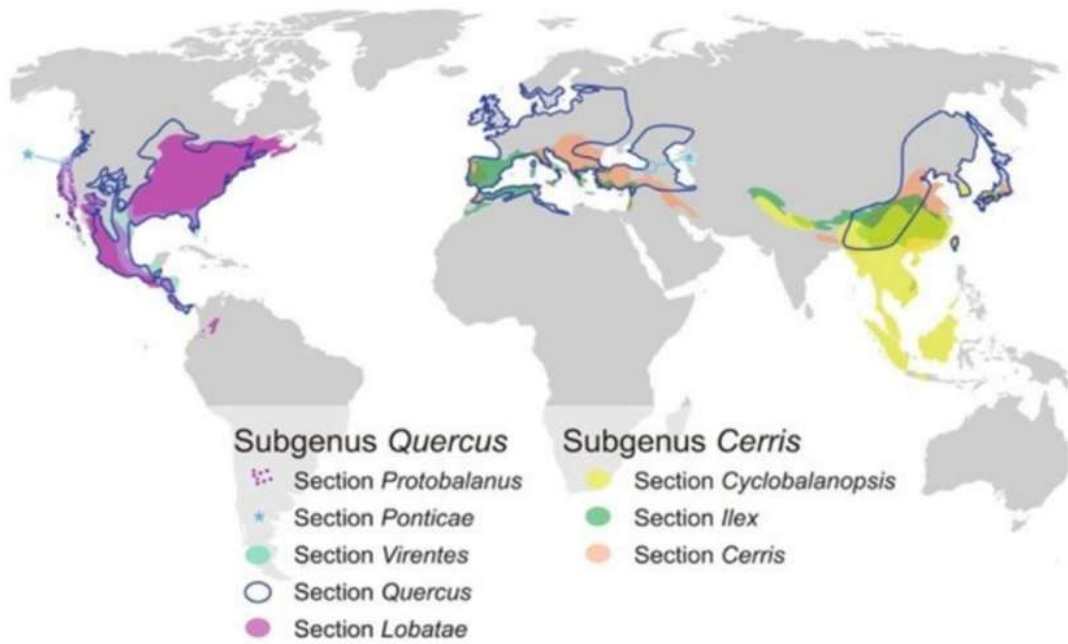 Subgenus Quercus
Section Protobalanus
Section Ponticae
Section Virentes
Section Quercus
Section Lobatae
Subgenus Cerris
Section Cyclobalanopsis
Section Ilex
Section Cerris